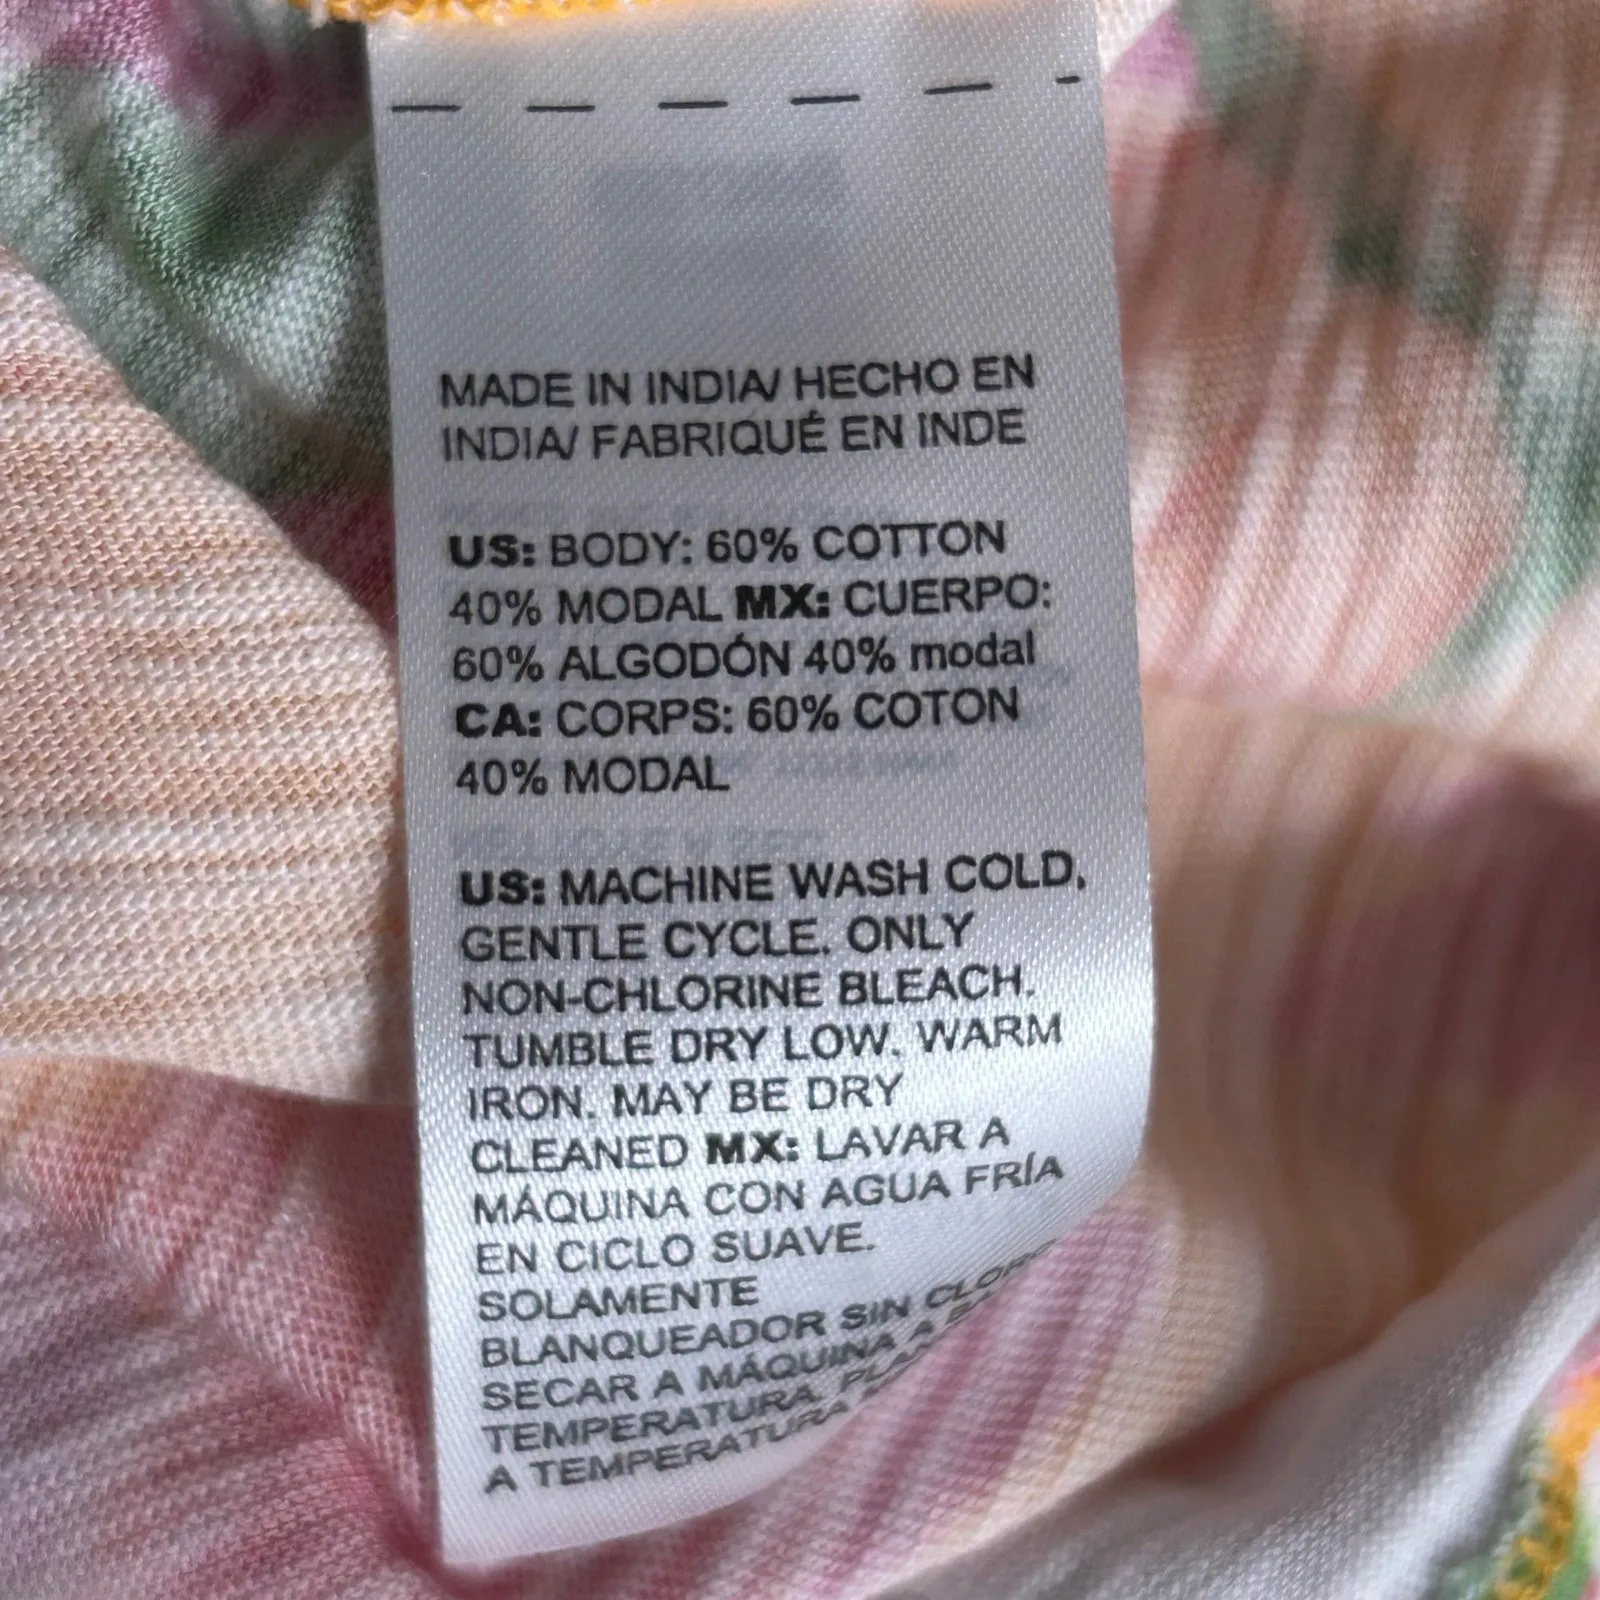 MADE IN INDIA/ HECHO EN
INDIA/ FABRIQUÉ EN INDE
US: BODY: 60% COTTON
40% MODAL MX: CUERPO:
60% ALGODÓN 40% modal
CA: CORPS: 60% COTON
40% MODAL
US: MACHINE WASH COLD,
GENTLE CYCLE. ONLY
NON-CHLORINE BLEACH.
TUMBLE DRY LOW. WARM
IRON. MAY BE DRY
CLEANED MX: LAVAR A
MÁQUINA CON AGUA FRÍA
EN CICLO SUAVE.
SOLAMENTE
BLANQUEADOR SIN CLORO
SECAR A MÁQUINA A
TEMPERATURA.
A TEMPERATURA